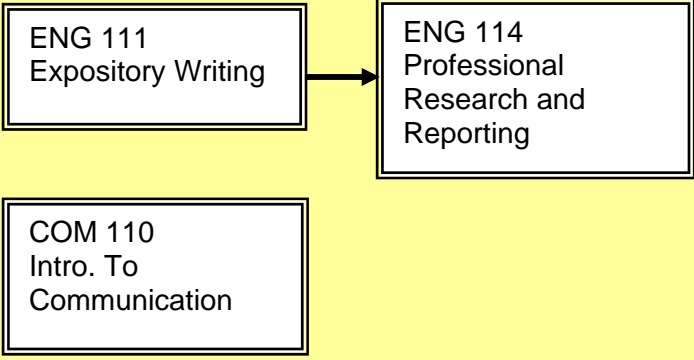 ENG 111
Expository Writing
ENG 114
Professional
Research and
Reporting
COM 110
Intro. To
Communication